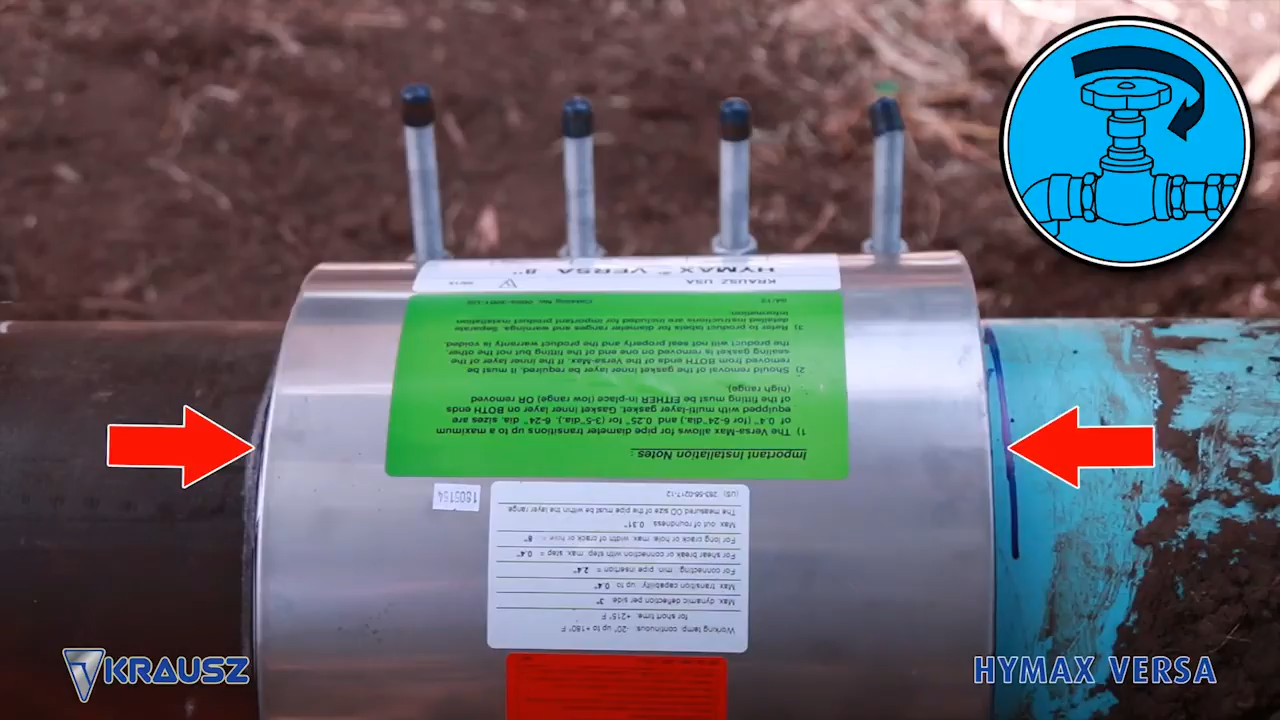 KRAUSZ USA
HYMAX® VERSA 8"
04/12
Important Installation Notes:
1) The Versa-Max allows for pipe diameter transitions up to a maximum
of 0.4" (for 6-24"dia.) and 0.25" for (3-5"dia.). 6-24" dia. sizes are
equipped with multi-layer gasket. Gasket inner layer on BOTH ends
of the fitting must be EITHER in-place (low range) OR removed
(high range).
2) Should removal of the gasket inner layer be required, it must be
removed from BOTH ends of the Versa-Max. If the inner layer of the
sealing gasket is removed on one end of the fitting but not the other,
the product will not seal properly and the product warranty is voided.
3) Refer to product labels for diameter ranges and warnings. Separate
detailed instructions are included for important product installation
information.
1805154
Working temp. continuous: -20° up to +180° F
for short time: +215° F
Max. dynamic deflection per side: 3°
Max. transition capability: up to 0.4"
For connecting: min. pipe insertion = 2.4"
For shear break or connection with step, max. step = 0.4"
For long crack or hole: max. width of crack or hole = 8"
Max. out of roundness: 0.31"
The measured OD size of the pipe must be within the layer range.
(US) 263-56-0217-12
KRAUSZ
HYMAX VERSA